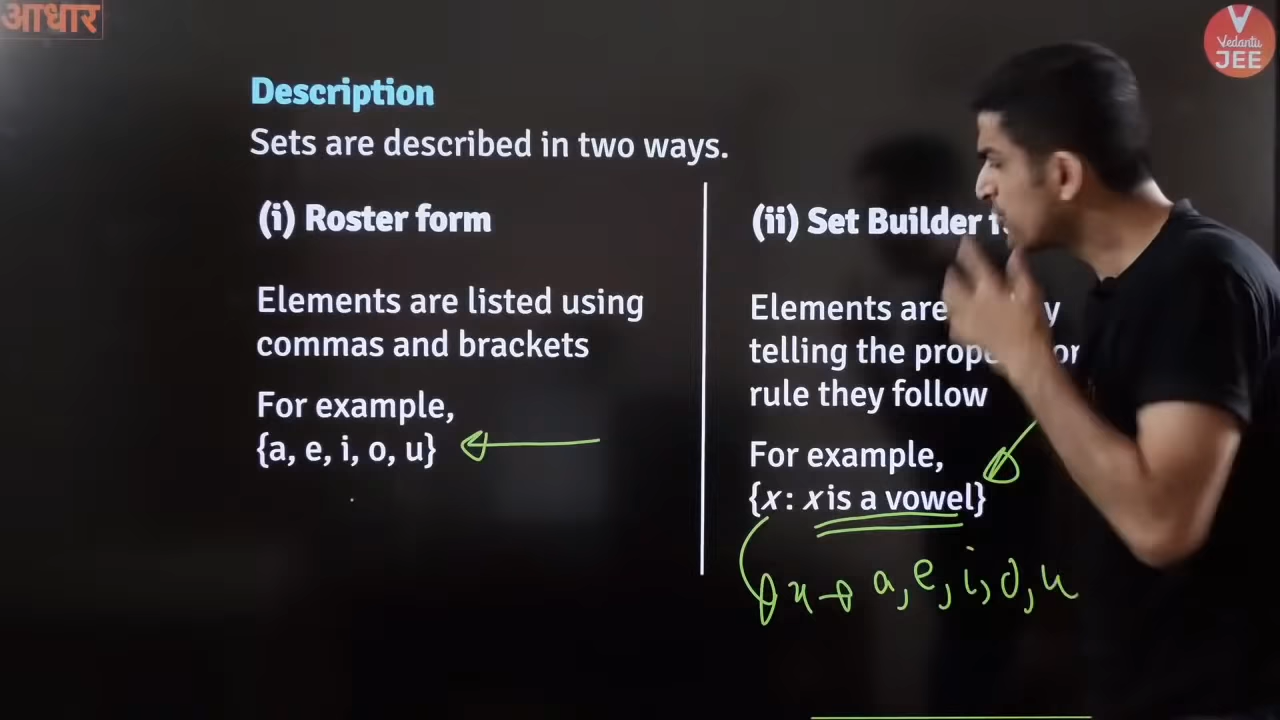 आधार
Vedantu
JEE
Description
Sets are described in two ways.
(i) Roster form
Elements are listed using
commas and brackets
For example,
{a, e, i, o, u}
(ii) Set Builder
Elements are
telling the
rule they follow
For example,
{x : x is a vowel}
x → a, e, i, o, u